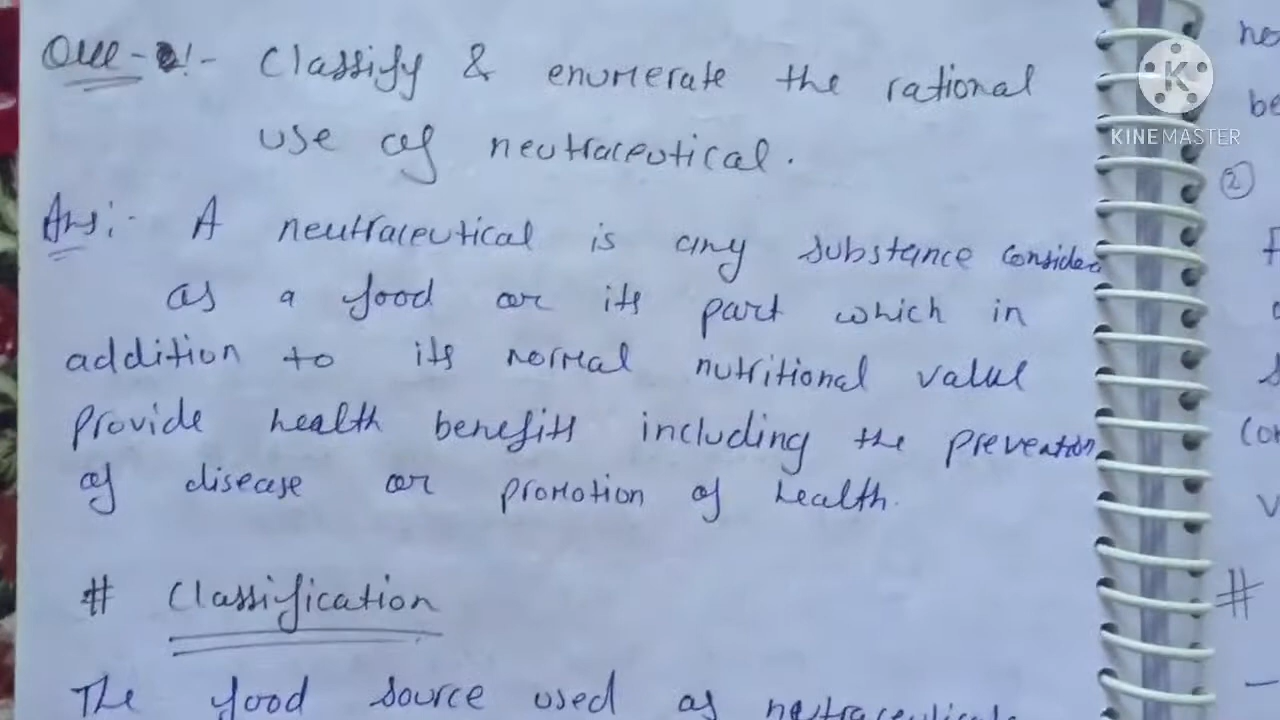 Que - 2:- Classify & enumerate the rational
use of neutraceutical.
Ans:- A neutraceutical is any substance consider
as a food or its part which in
addition to its normal nutritional value
provide health benefits including the prevention
of disease or promotion of health.
# Classification
The food source used as neutraceuticals
KINEMASTER
be
2
#